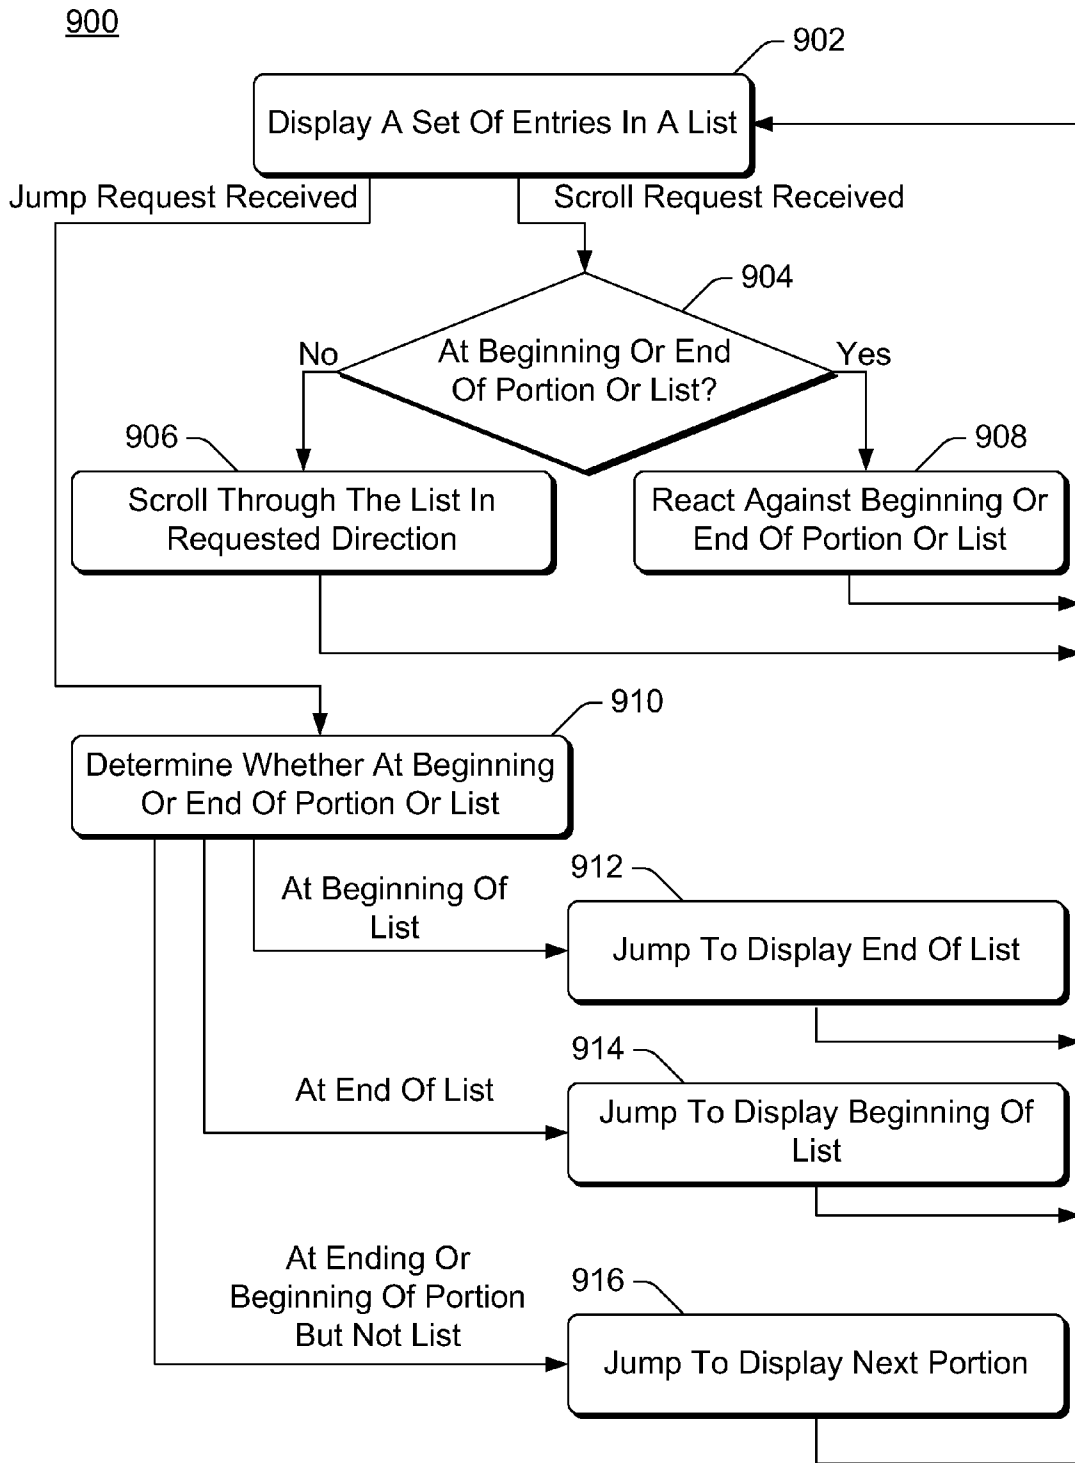 900
902
Display A Set Of Entries In A List
Jump Request Received
Scroll Request Received
904
No
At Beginning Or End
Of Portion Or List?
Yes
906
Scroll Through The List In
Requested Direction
908
React Against Beginning Or
End Of Portion Or List
910
Determine Whether At Beginning
Or End Of Portion Or List
At Beginning Of
List
912
Jump To Display End Of List
At End Of List
914
Jump To Display Beginning Of
List
At Ending Or
Beginning Of Portion
But Not List
916
Jump To Display Next Portion